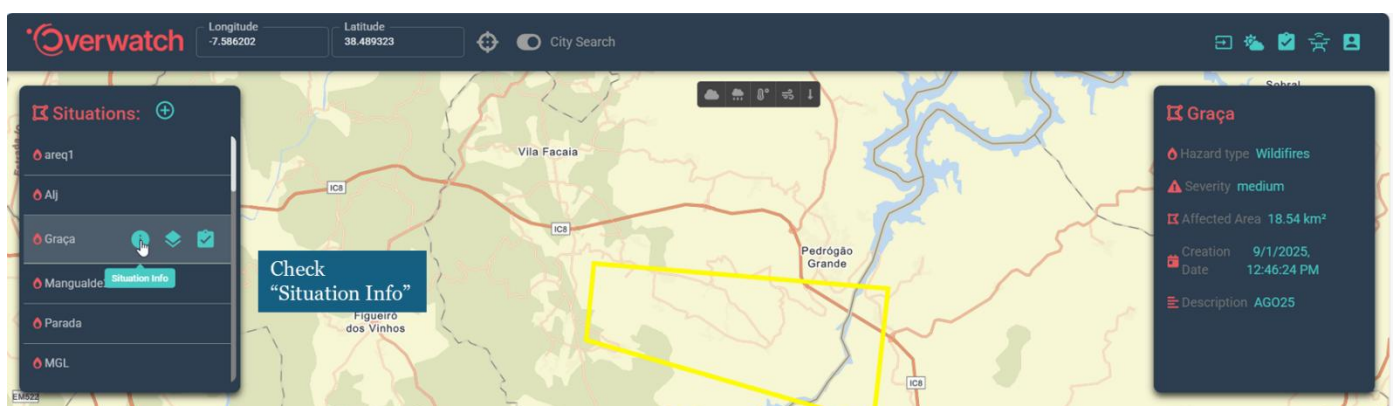 Overwatch
Longitude
-7.586202
Latitude
38.489323
City Search
Situations:
areq1
Alj
Graça
Situation Info
Mangualde
Parada
MGL
Check
“Situation Info”
Vila Facaia
IC8
IC8
Pedrógão
Grande
Figueiró
dos Vinhos
IC8
EM522
Sobral
Graça
Hazard type Wildifires
Severity medium
Affected Area 18.54 km²
Creation
Date
9/1/2025,
12:46:24 PM
Description AGO25